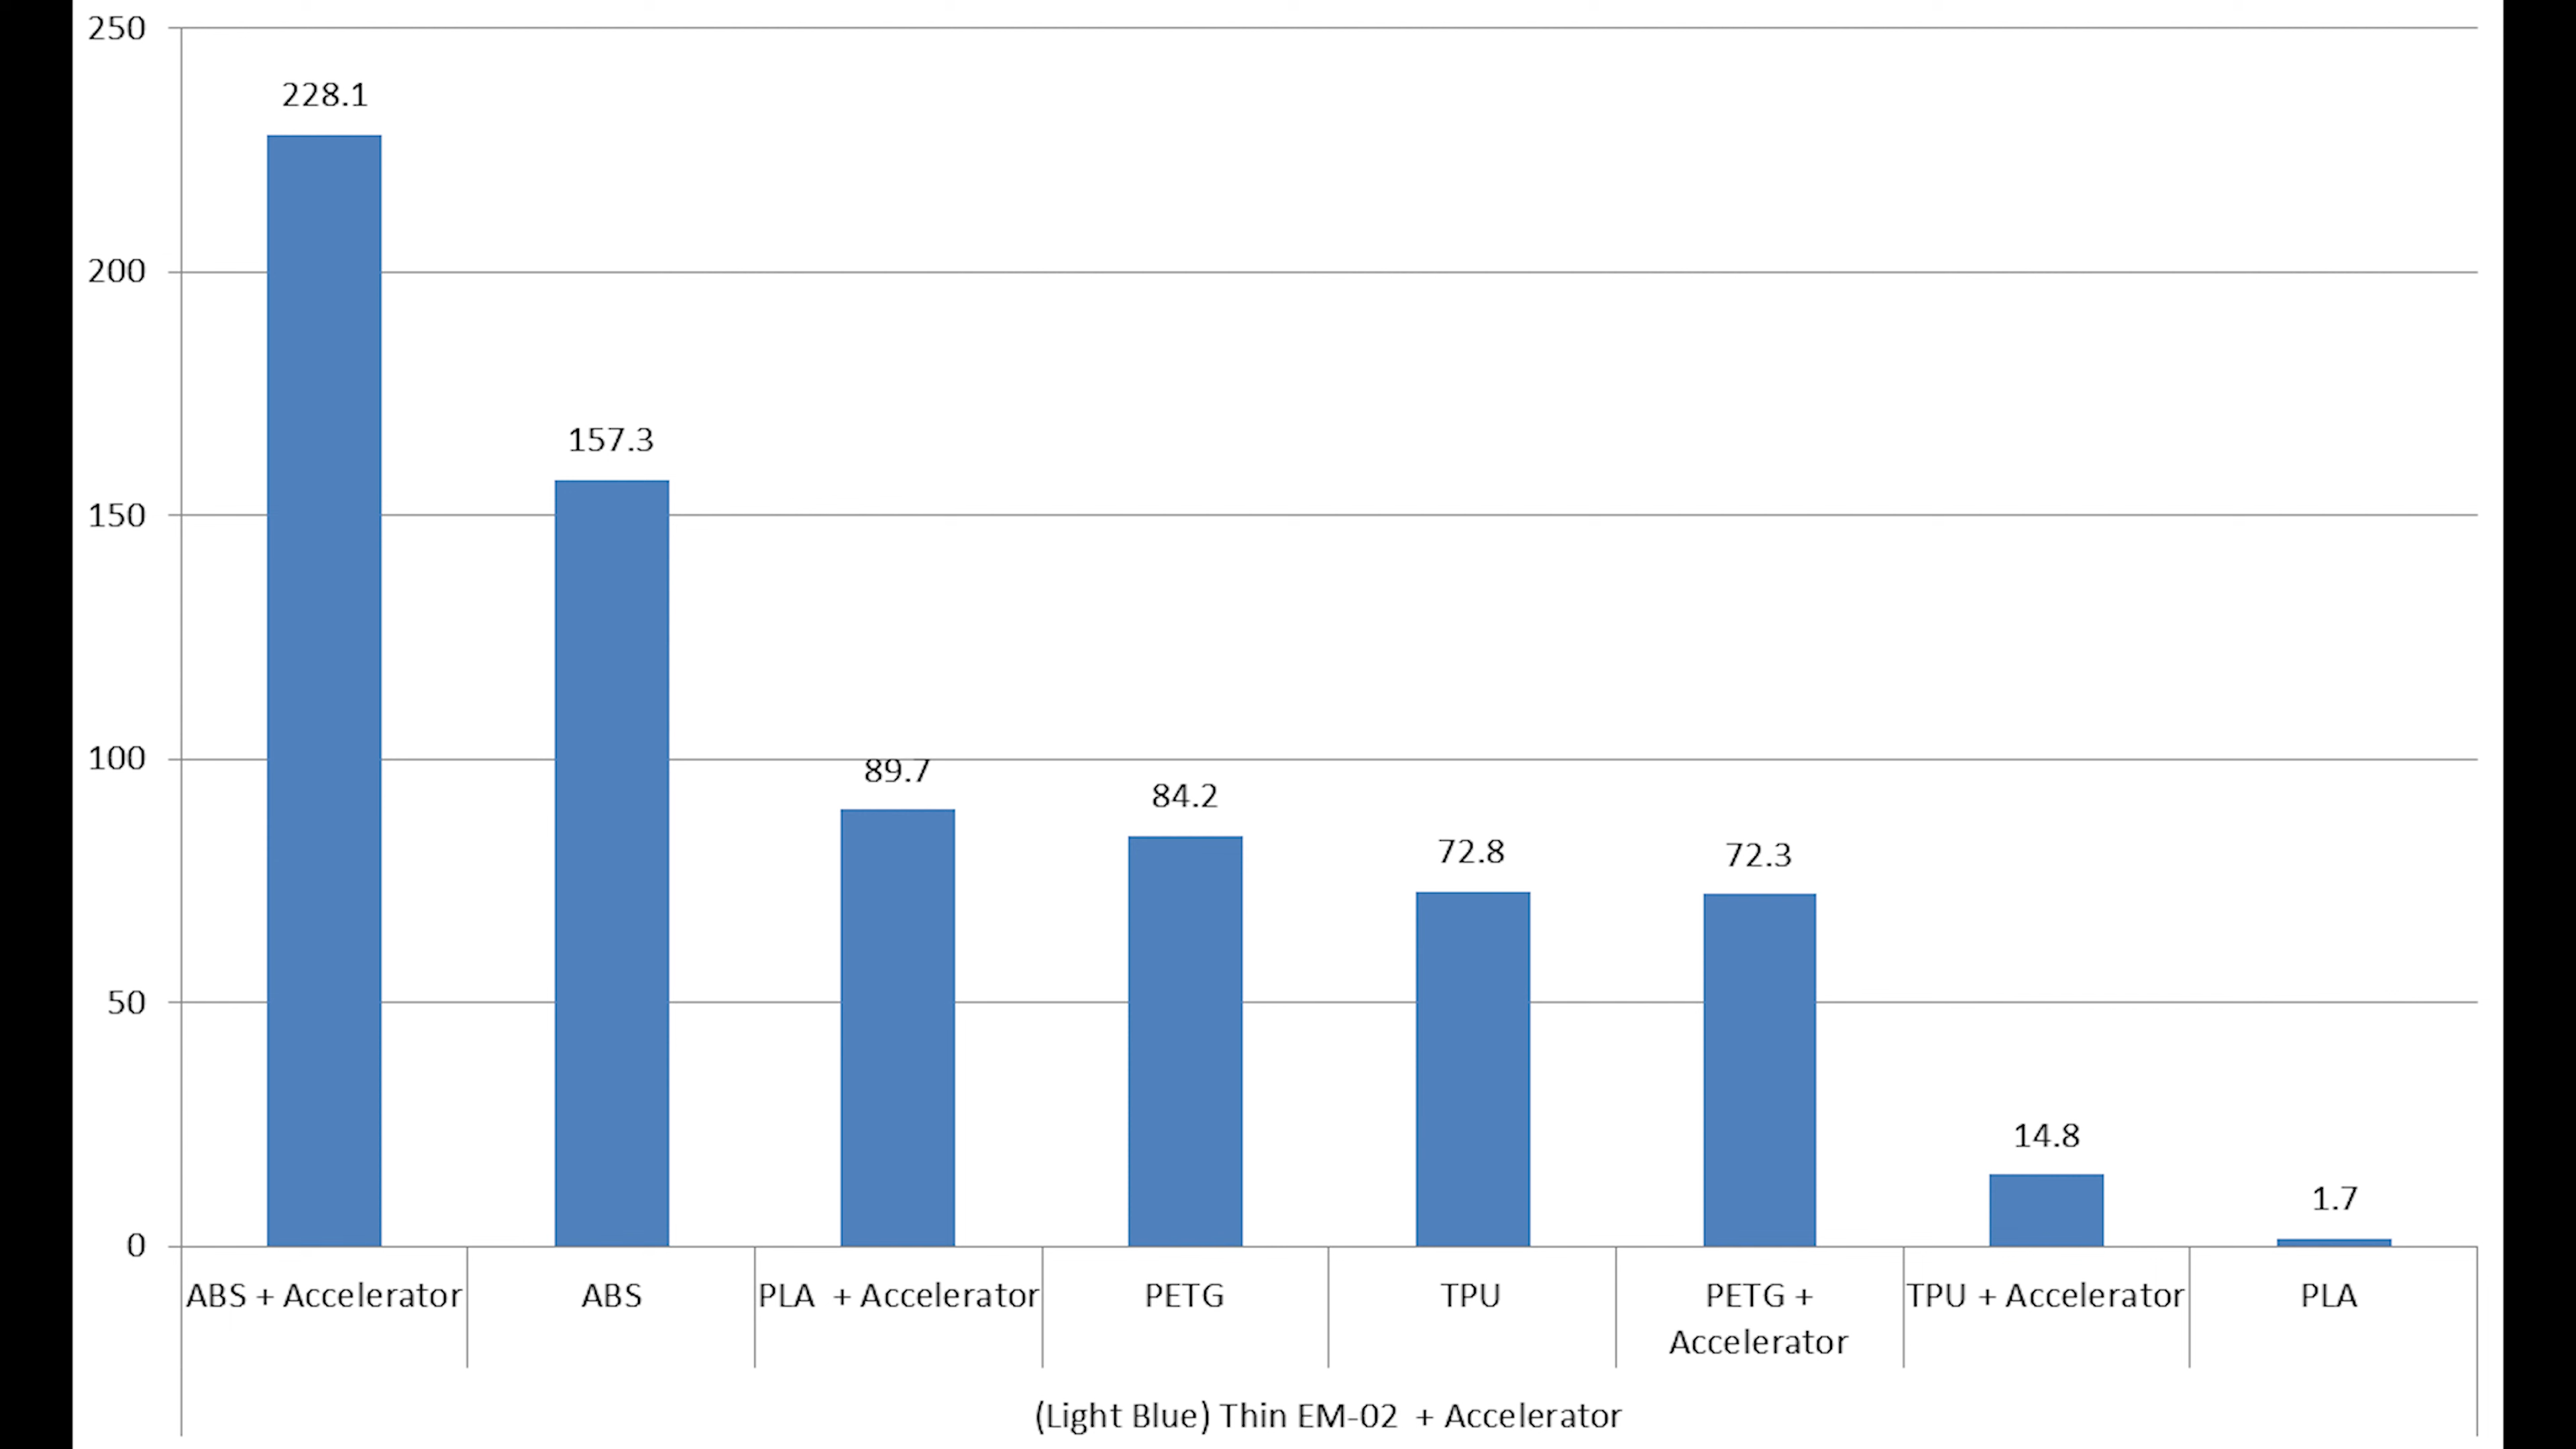 250
228.1
200
157.3
150
100
89.7
84.2
72.8
72.3
50
14.8
1.7
0
ABS + Accelerator
ABS
PLA  + Accelerator
PETG
TPU
PETG +
Accelerator
TPU + Accelerator
PLA
(Light Blue) Thin EM-02  + Accelerator